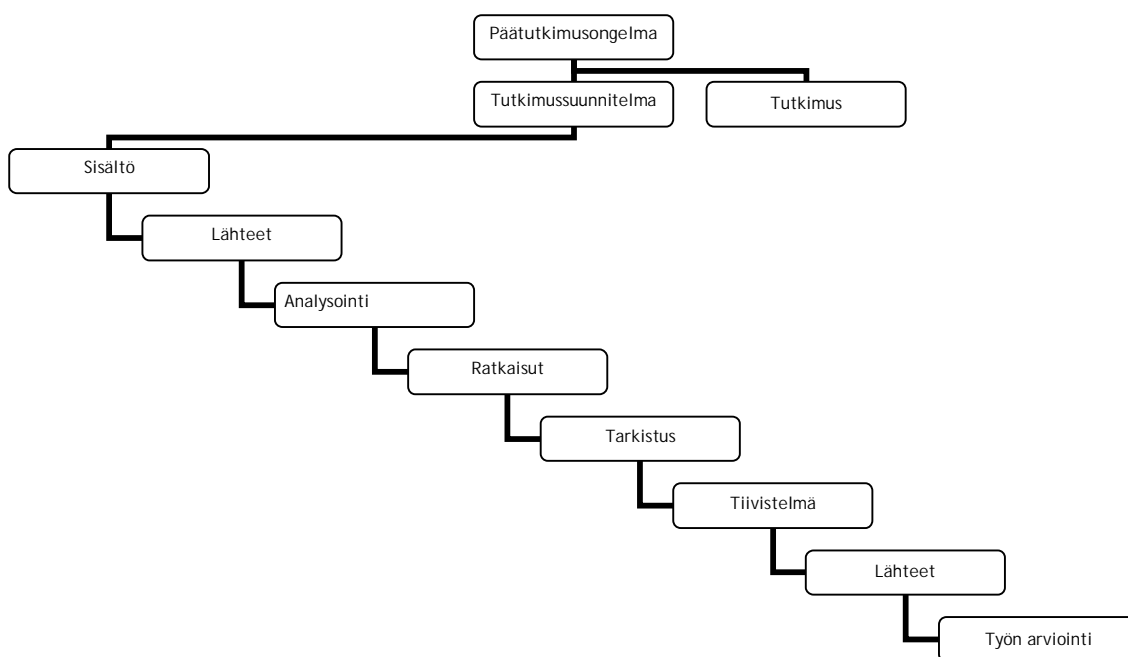 Päätutkimusongelma
Tutkimussuunnitelma
Tutkimus
Sisältö
Lähteet
Analysointi
Ratkaisut
Tarkistus
Tiivistelmä
Lähteet
Työn arviointi